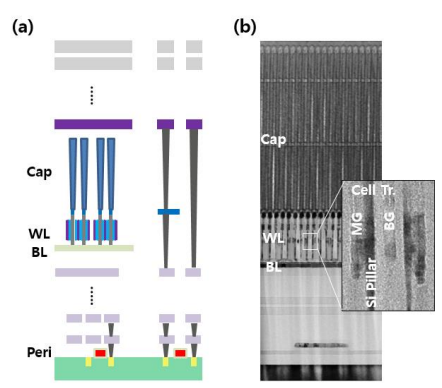 (a)
Cap
WL
BL
Peri
(b)
Cap
WL
BL
Cell Tr.
MG
BG
Si Pillar